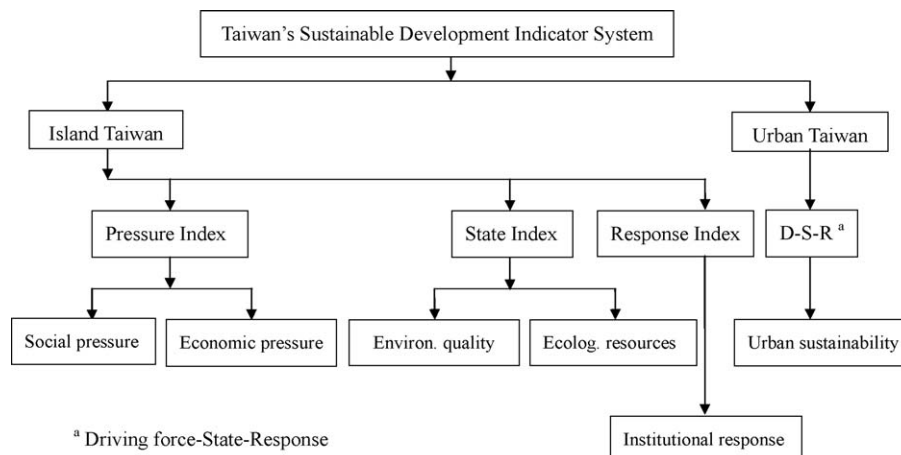 Taiwan's Sustainable Development Indicator System
Island Taiwan
Urban Taiwan
Pressure Index
State Index
Response Index
D-S-R a
Social pressure
Economic pressure
Environ. quality
Ecolog. resources
Urban sustainability
a Driving force-State-Response
Institutional response